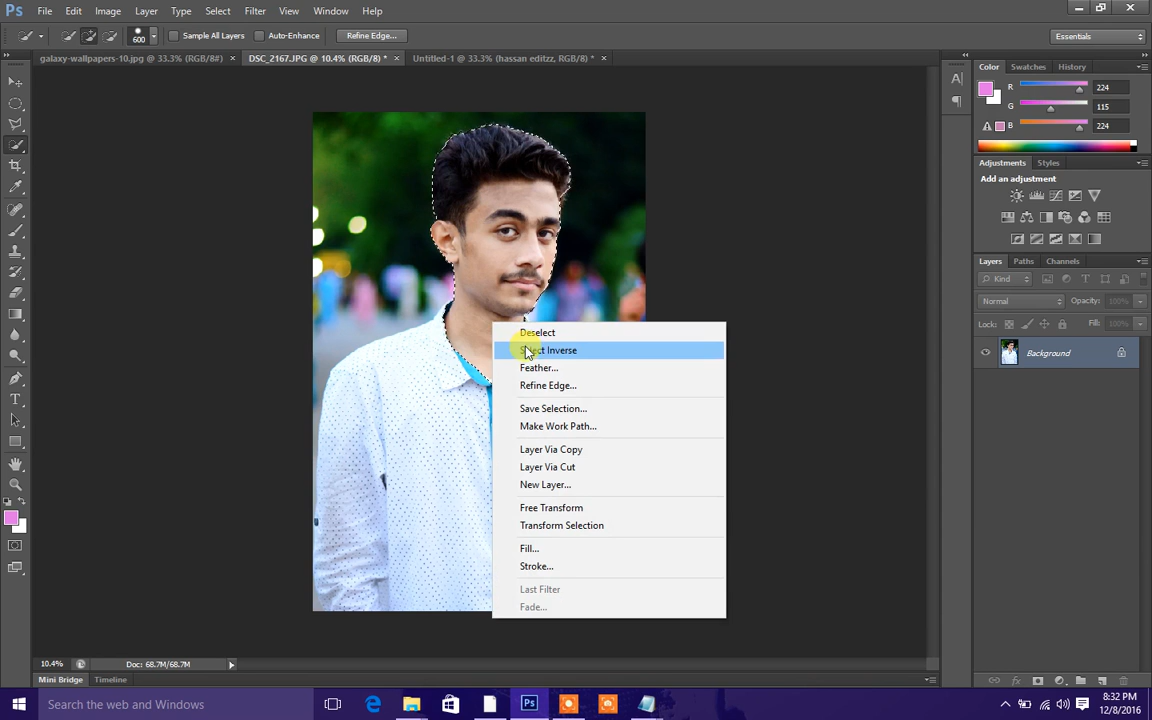 Ps File Edit Image Layer Type Select Filter View Window Help
600 Sample All Layers Auto-Enhance Refine Edge... Essentials
galaxy-wallpapers-10.jpg @ 33.3% (RGB/8#) × DSC_2167.JPG @ 10.4% (RGB/8) * × Untitled-1 @ 33.3% (hassan editzz, RGB/8) * ×
Color Swatches History
R 224
G 115
B 224
Adjustments Styles
Add an adjustment
Layers Paths Channels
Kind
Normal Opacity: 100%
Lock: Fill: 100%
Background
Deselect
Select Inverse
Feather...
Refine Edge...
Save Selection...
Make Work Path...
Layer Via Copy
Layer Via Cut
New Layer...
Free Transform
Transform Selection
Fill...
Stroke...
Last Filter
Fade...
10.4% Doc: 68.7M/68.7M
Mini Bridge Timeline
Search the web and Windows
Ps
8:32 PM
12/8/2016